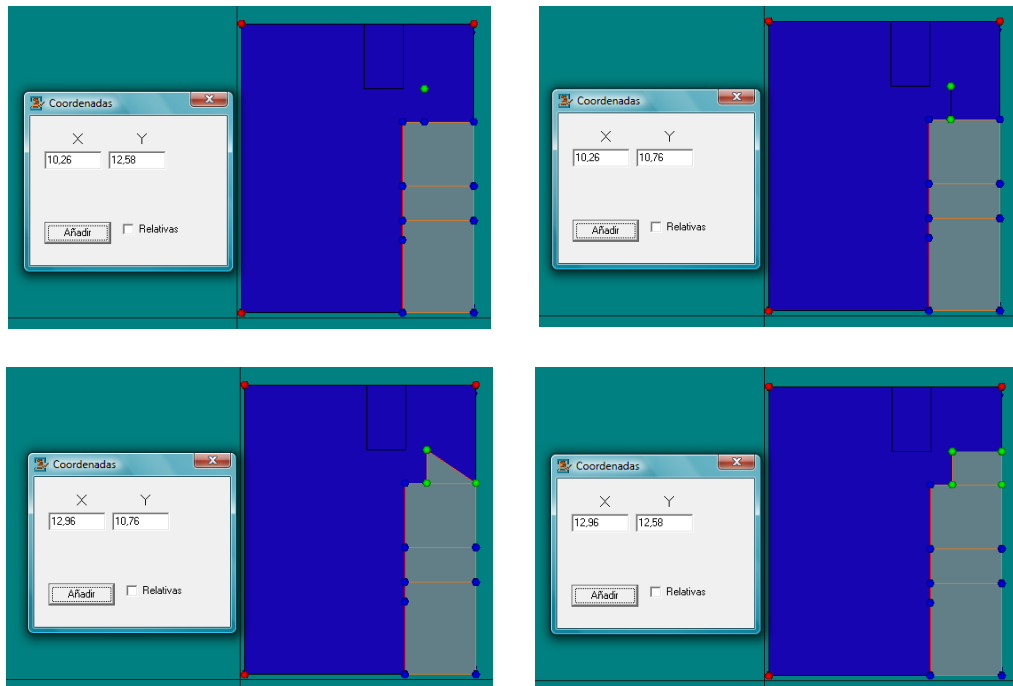 Coordenadas
X Y
10,26 12,58
Añadir Relativas
Coordenadas
X Y
10,26 10,76
Añadir Relativas
Coordenadas
X Y
12,96 10,76
Añadir Relativas
Coordenadas
X Y
12,96 12,58
Añadir Relativas